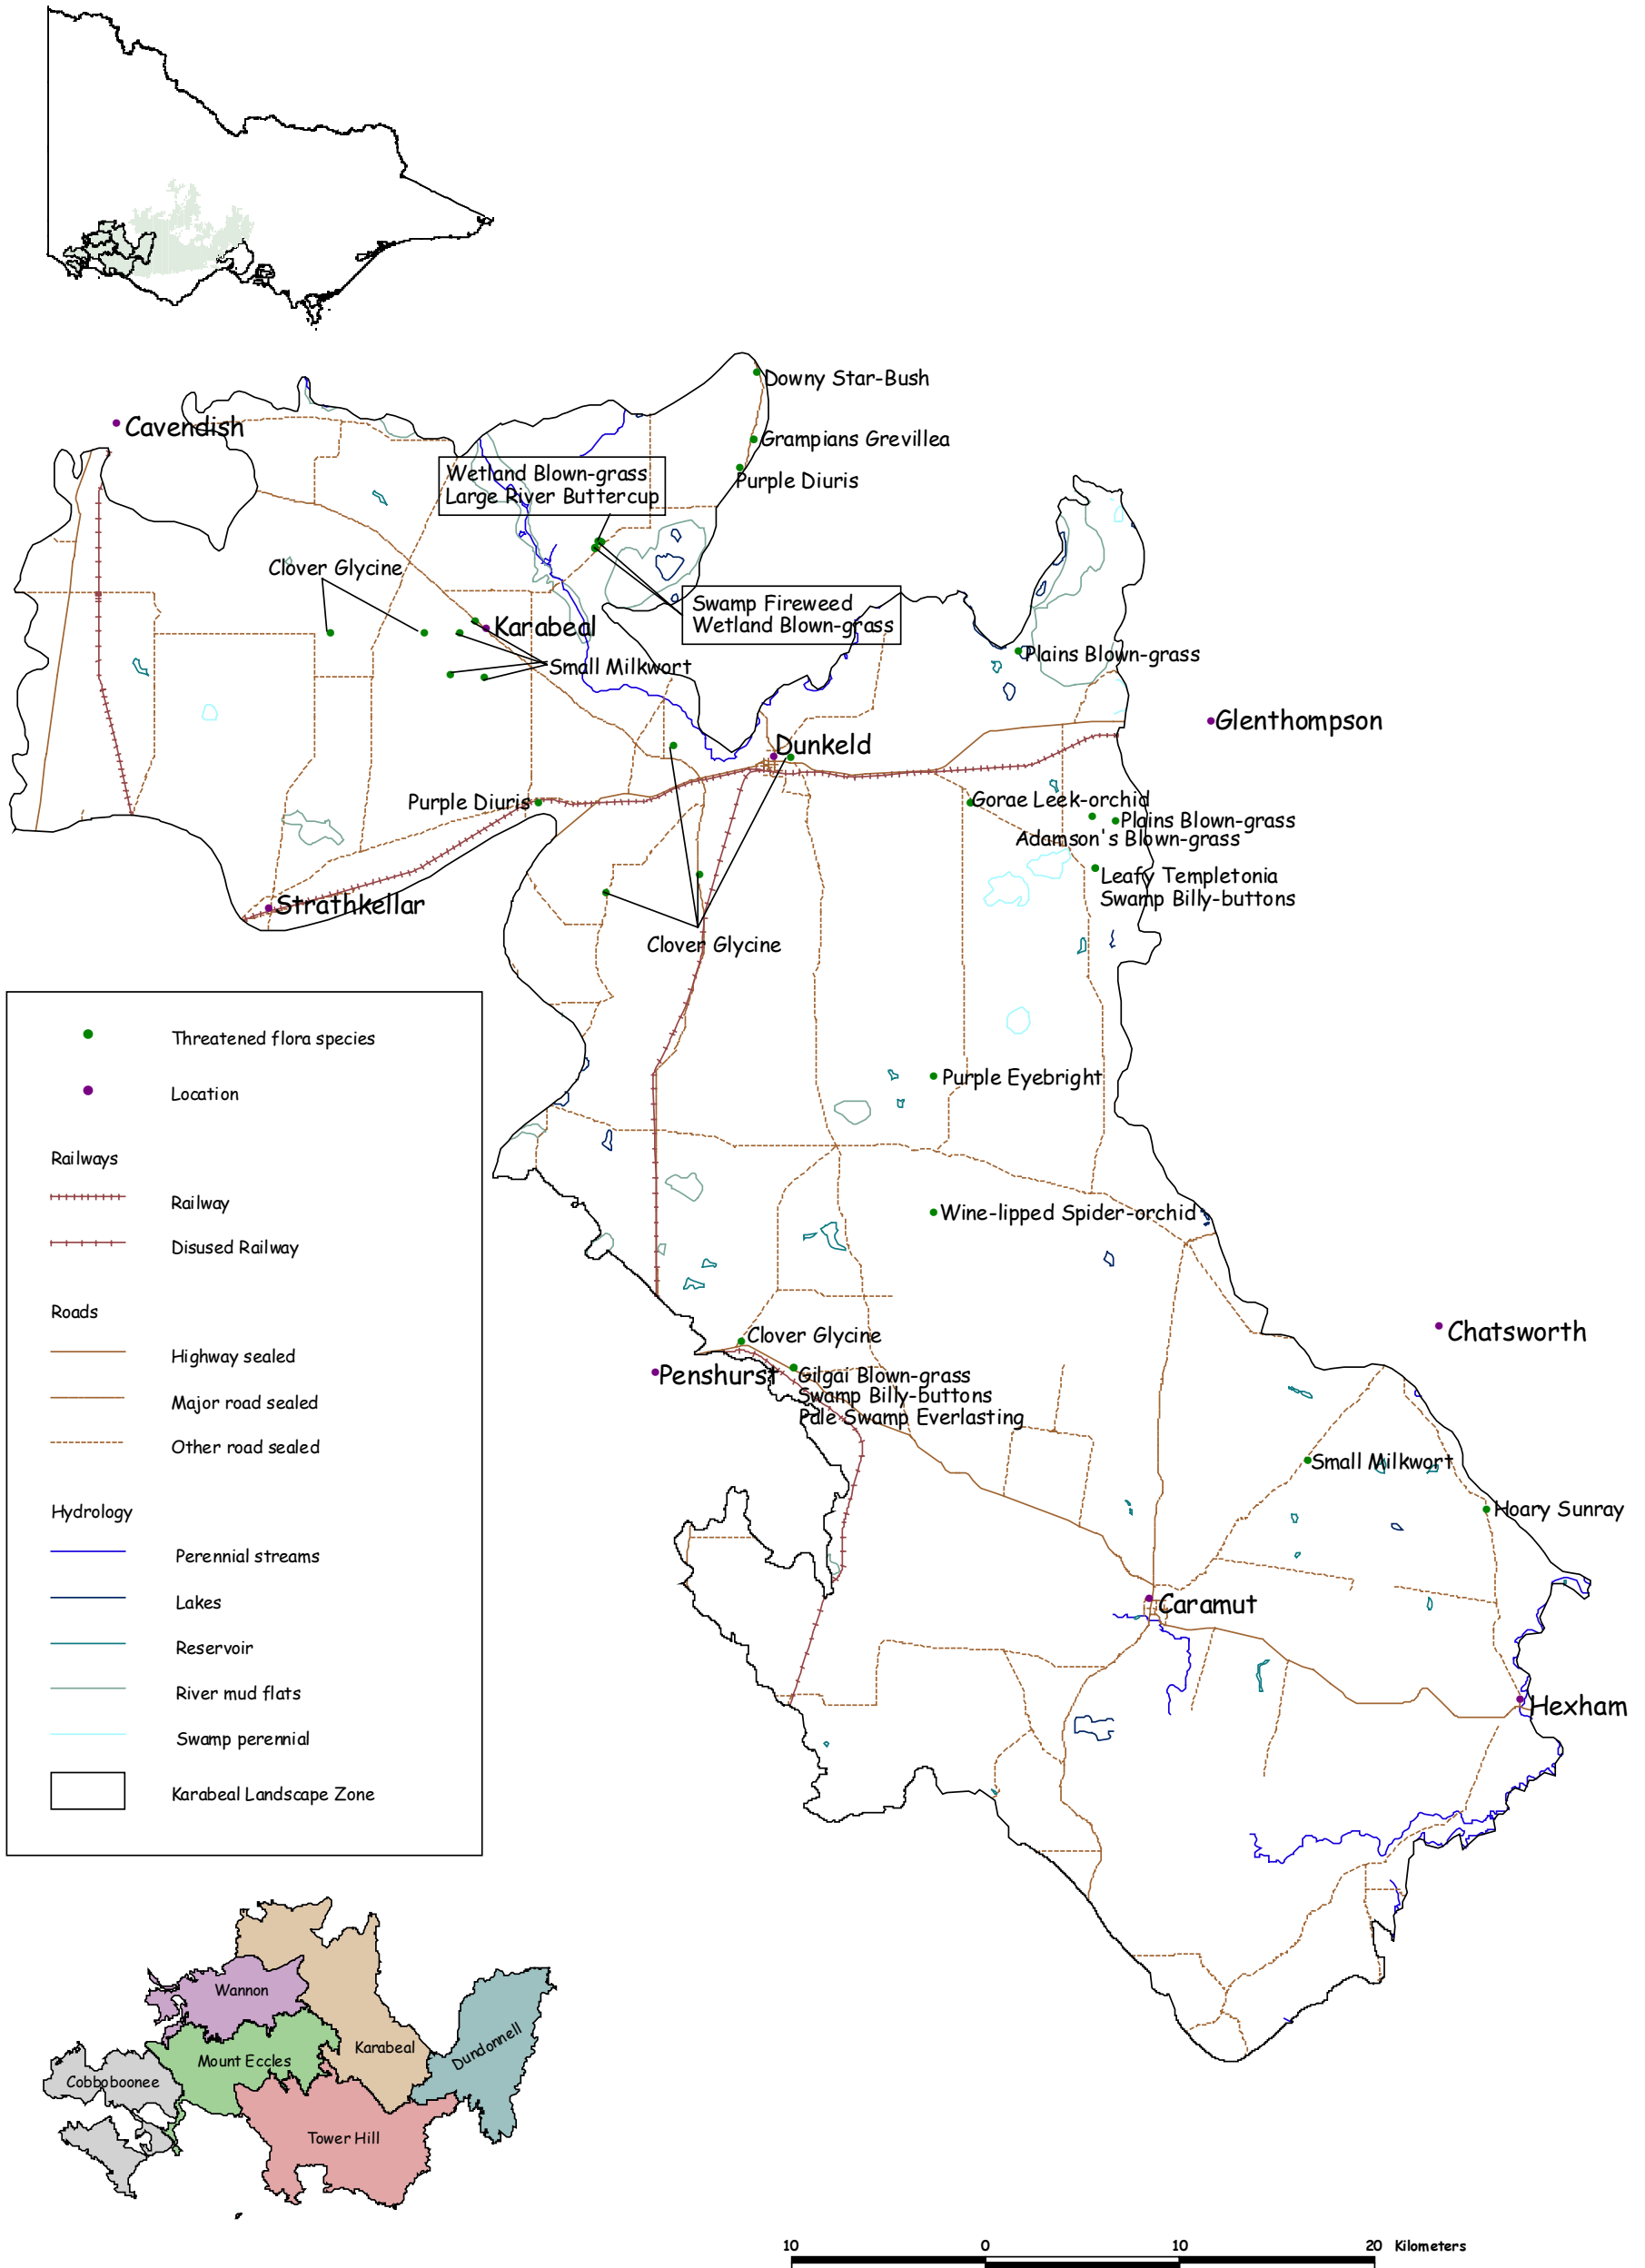 Downy Star-Bush
Cavendish
Grampians Grevillea
Wetland Blown-grass
Large River Buttercup
Purple Diuris
Clover Glycine
Swamp Fireweed
Wetland Blown-grass
Karabeal
Small Milkwort
Plains Blown-grass
Glenthompson
Dunkeld
Purple Diuris
Gorae Leek-orchid
Plains Blown-grass
Adamson's Blown-grass
Leafy Templetonia
Swamp Billy-buttons
Strathkellar
Clover Glycine
Purple Eyebright
Wine-lipped Spider-orchid
Clover Glycine
Chatsworth
Penshurst
Gilgai Blown-grass
Swamp Billy-buttons
Pale Swamp Everlasting
Small Milkwort
Hoary Sunray
Caramut
Hexham
Threatened flora species
Location
Railways
Railway
Disused Railway
Roads
Highway sealed
Major road sealed
Other road sealed
Hydrology
Perennial streams
Lakes
Reservoir
River mud flats
Swamp perennial
Karabeal Landscape Zone
Wannon
Karabeal
Dundonnell
Mount Eccles
Cobboboonee
Tower Hill
10 0 10 20 Kilometers